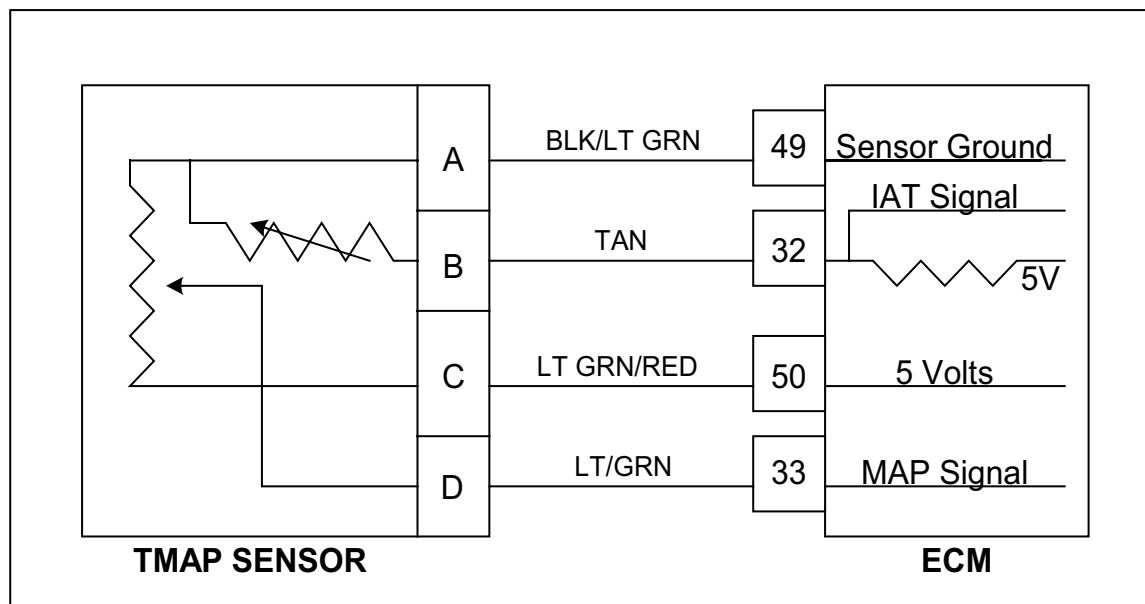 A
BLK/LT GRN
49
Sensor Ground
IAT Signal
B
TAN
32
5V
C
LT GRN/RED
50
5 Volts
D
LT/GRN
33
MAP Signal
TMAP SENSOR
ECM